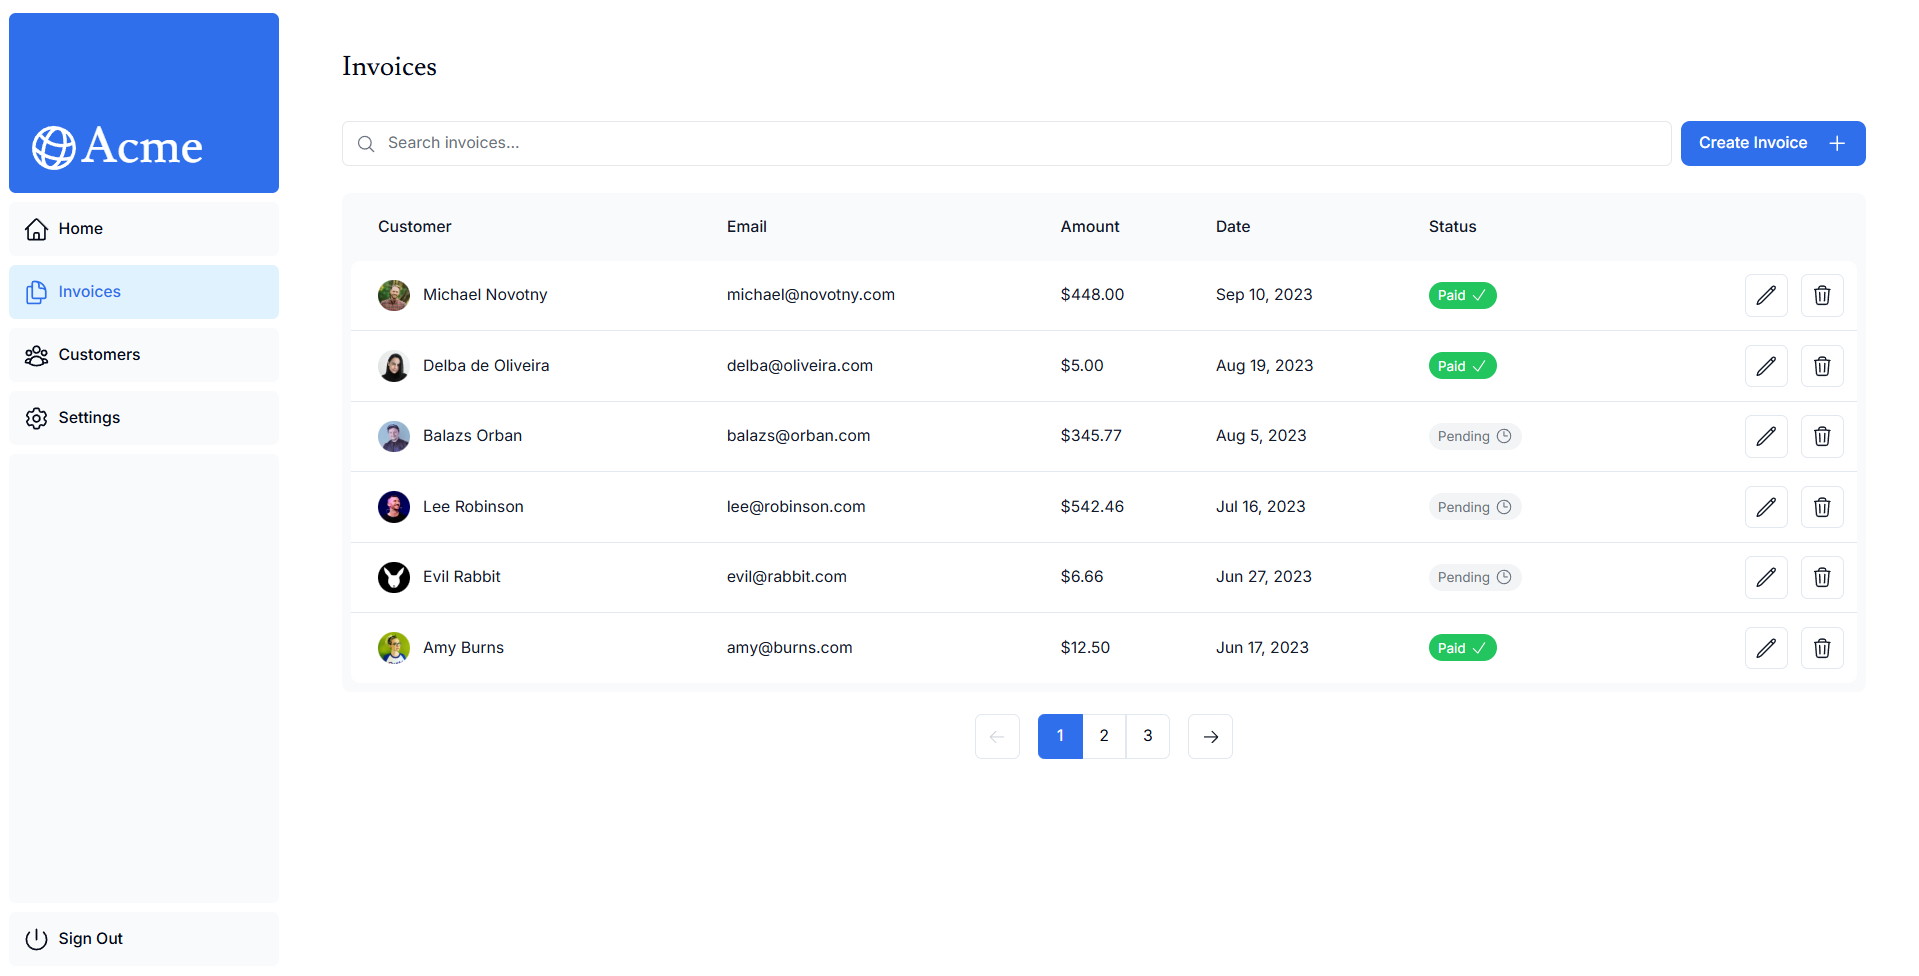 Acme
Home
Invoices
Customers
Settings
Sign Out
Invoices
Search invoices...
Create Invoice
Customer Email Amount Date Status
Michael Novotny michael@novotny.com $448.00 Sep 10, 2023 Paid
Delba de Oliveira delba@oliveira.com $5.00 Aug 19, 2023 Paid
Balazs Orban balazs@orban.com $345.77 Aug 5, 2023 Pending
Lee Robinson lee@robinson.com $542.46 Jul 16, 2023 Pending
Evil Rabbit evil@rabbit.com $6.66 Jun 27, 2023 Pending
Amy Burns amy@burns.com $12.50 Jun 17, 2023 Paid
1 2 3